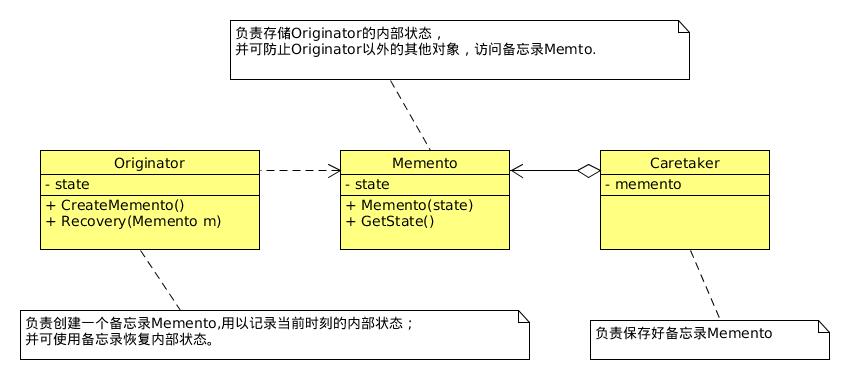 负责存储Originator的内部状态，
并可防止Originator以外的其他对象，访问备忘录Memto.
Originator
- state
+ CreateMemento()
+ Recovery(Memento m)
Memento
- state
+ Memento(state)
+ GetState()
Caretaker
- memento
负责创建一个备忘录Memento,用以记录当前时刻的内部状态；
并可使用备忘录恢复内部状态。
负责保存好备忘录Memento